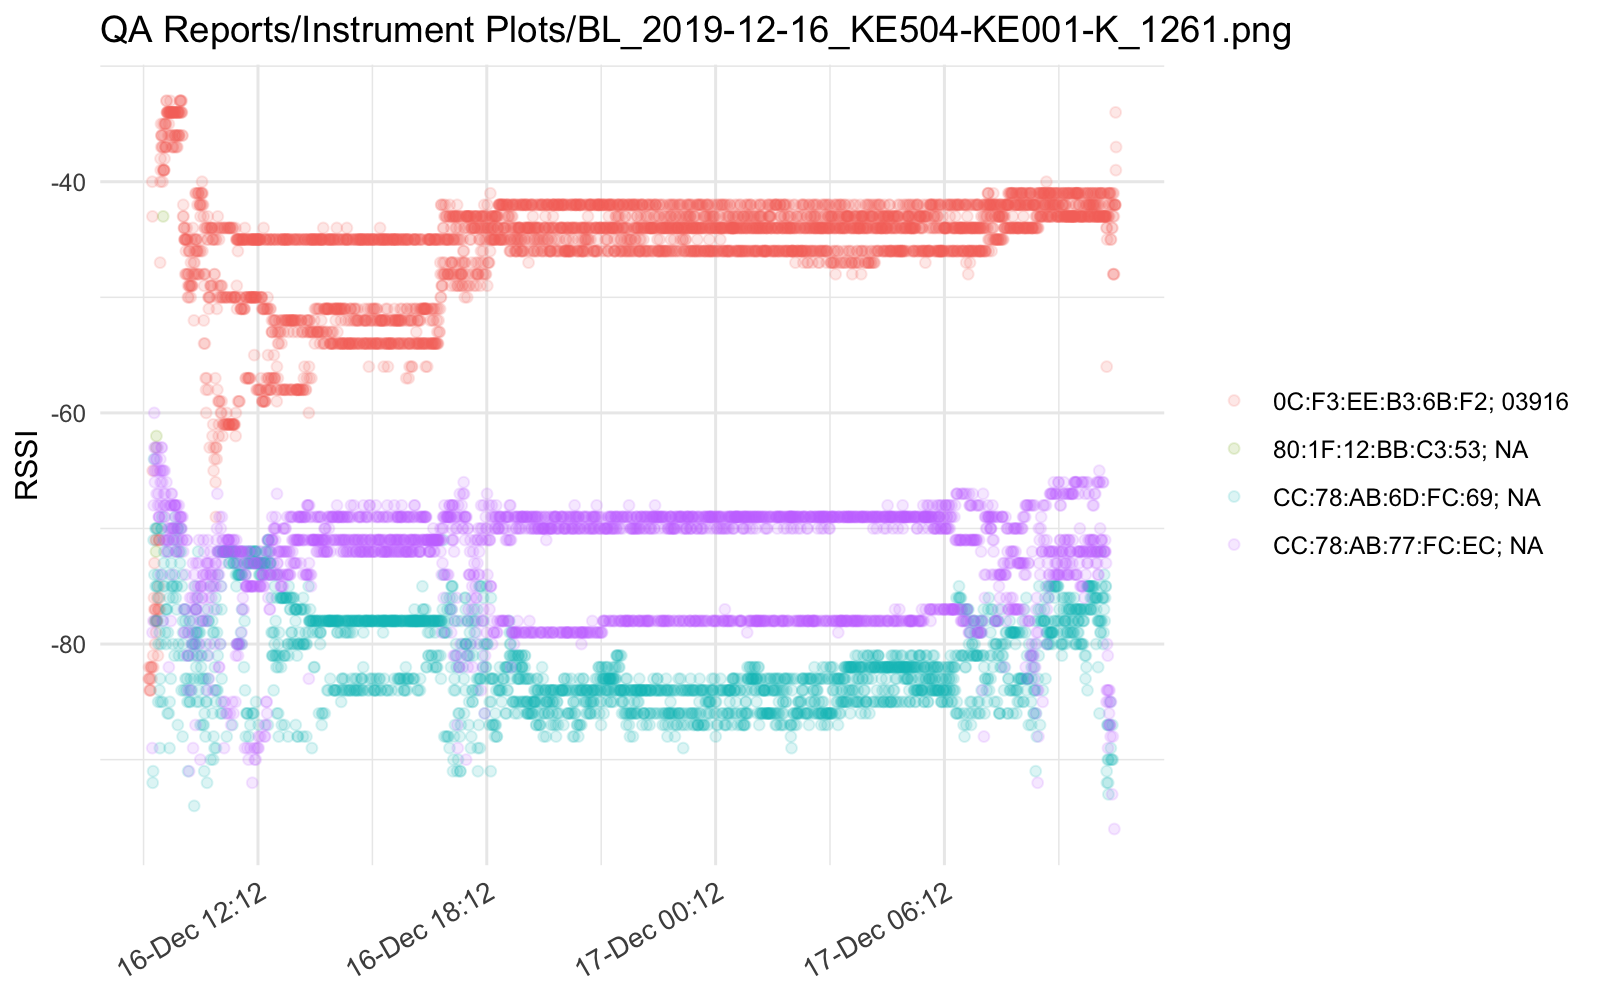 QA Reports/Instrument Plots/BL_2019-12-16_KE504-KE001-K_1261.png
RSSI
-40
-60
-80
16-Dec 12:12
16-Dec 18:12
17-Dec 00:12
17-Dec 06:12
0C:F3:EE:B3:6B:F2; 03916
80:1F:12:BB:C3:53; NA
CC:78:AB:6D:FC:69; NA
CC:78:AB:77:FC:EC; NA